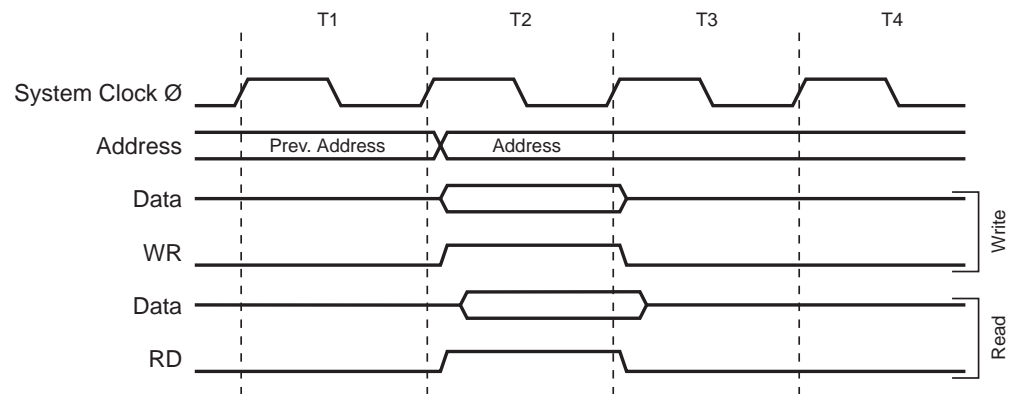 T1 T2 T3 T4
System Clock Ø
Address Prev. Address Address
Data
WR
Write
Data
RD
Read